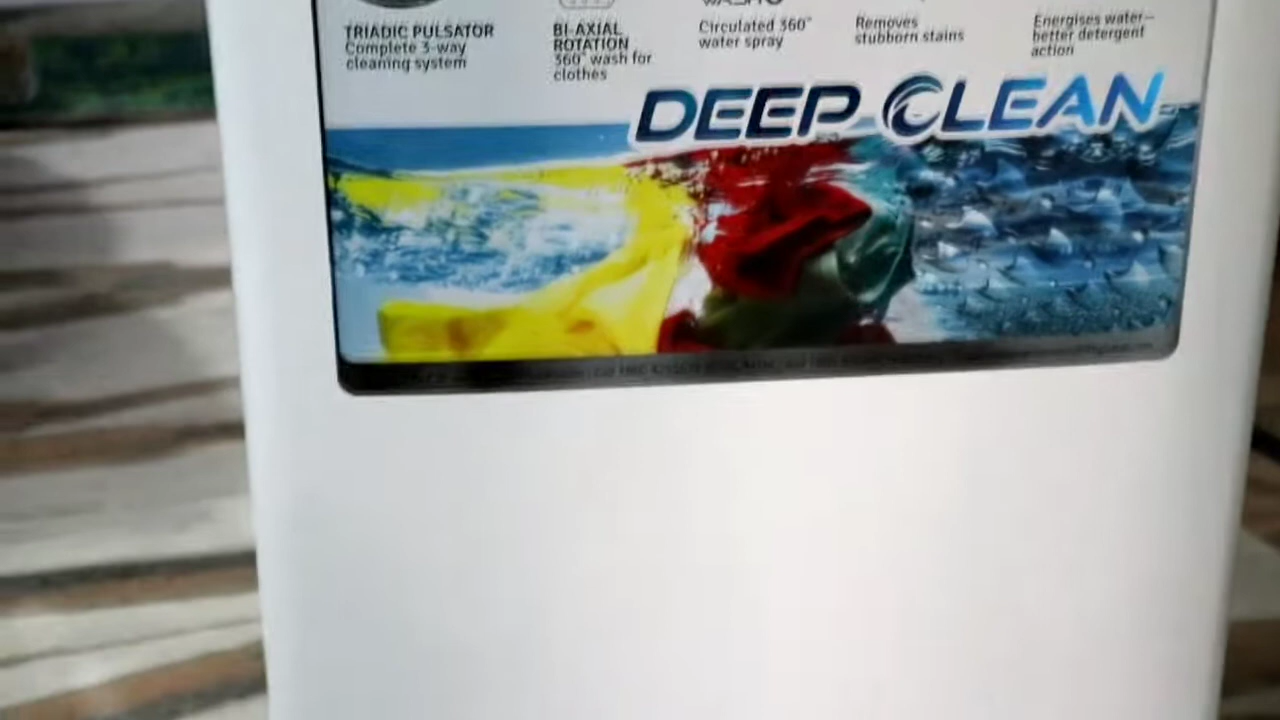 TRIADIC PULSATOR
Complete 3-way
cleaning system
BI-AXIAL
ROTATION
360° wash for
clothes
Circulated 360°
water spray
Removes
stubborn stains
Energises water-
better detergent
action
DEEP CLEAN